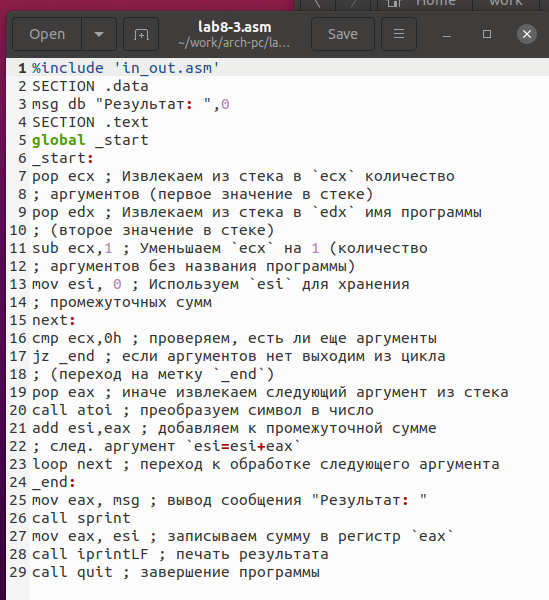 Home
work
Open
lab8-3.asm
~/work/arch-pc/la...
Save
1 %include 'in_out.asm'
2 SECTION .data
3 msg db "Результат: ",0
4 SECTION .text
5 global _start
6 _start:
7 pop ecx ; Извлекаем из стека в `ecx` количество
8 ; аргументов (первое значение в стеке)
9 pop edx ; Извлекаем из стека в `edx` имя программы
10 ; (второе значение в стеке)
11 sub ecx,1 ; Уменьшаем `ecx` на 1 (количество
12 ; аргументов без названия программы)
13 mov esi, 0 ; Используем `esi` для хранения
14 ; промежуточных сумм
15 next:
16 cmp ecx,0h ; проверяем, есть ли еще аргументы
17 jz _end ; если аргументов нет выходим из цикла
18 ; (переход на метку `_end`)
19 pop eax ; иначе извлекаем следующий аргумент из стека
20 call atoi ; преобразуем символ в число
21 add esi,eax ; добавляем к промежуточной сумме
22 ; след. аргумент `esi=esi+eax`
23 loop next ; переход к обработке следующего аргумента
24 _end:
25 mov eax, msg ; вывод сообщения "Результат: "
26 call sprint
27 mov eax, esi ; записываем сумму в регистр `eax`
28 call iprintLF ; печать результата
29 call quit ; завершение программы